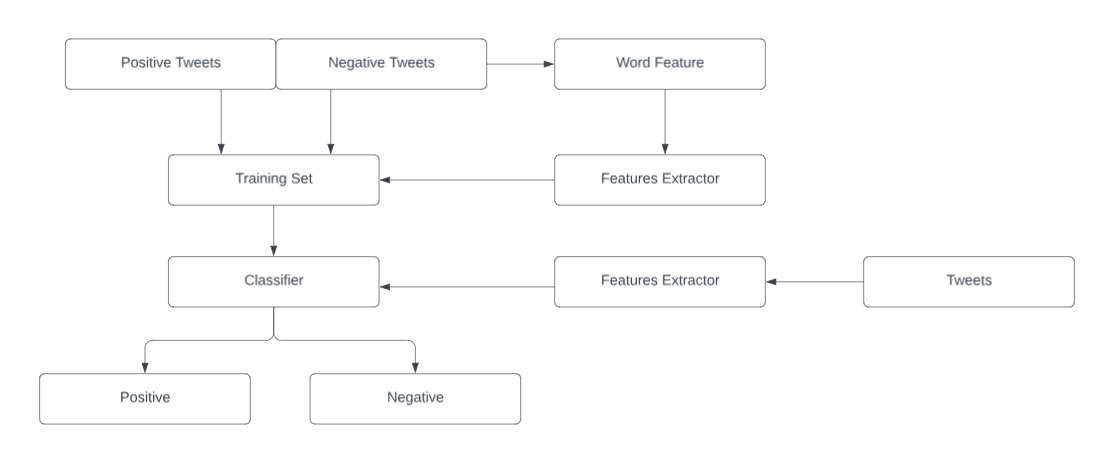 Positive Tweets
Negative Tweets
Word Feature
Training Set
Features Extractor
Classifier
Features Extractor
Tweets
Positive
Negative